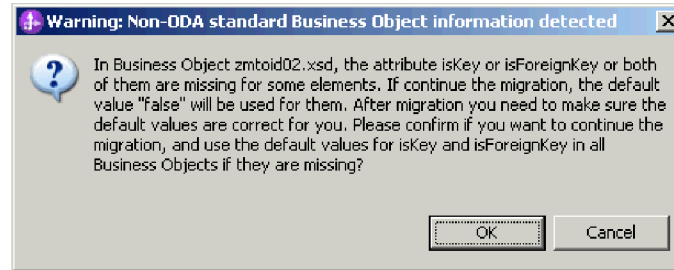 Warning: Non-ODA standard Business Object information detected
In Business Object zmtoid02.xsd, the attribute isKey or isForeignKey or both
of them are missing for some elements. If continue the migration, the default
value "false" will be used for them. After migration you need to make sure the
default values are correct for you. Please confirm if you want to continue the
migration, and use the default values for isKey and isForeignKey in all
Business Objects if they are missing?
OK
Cancel